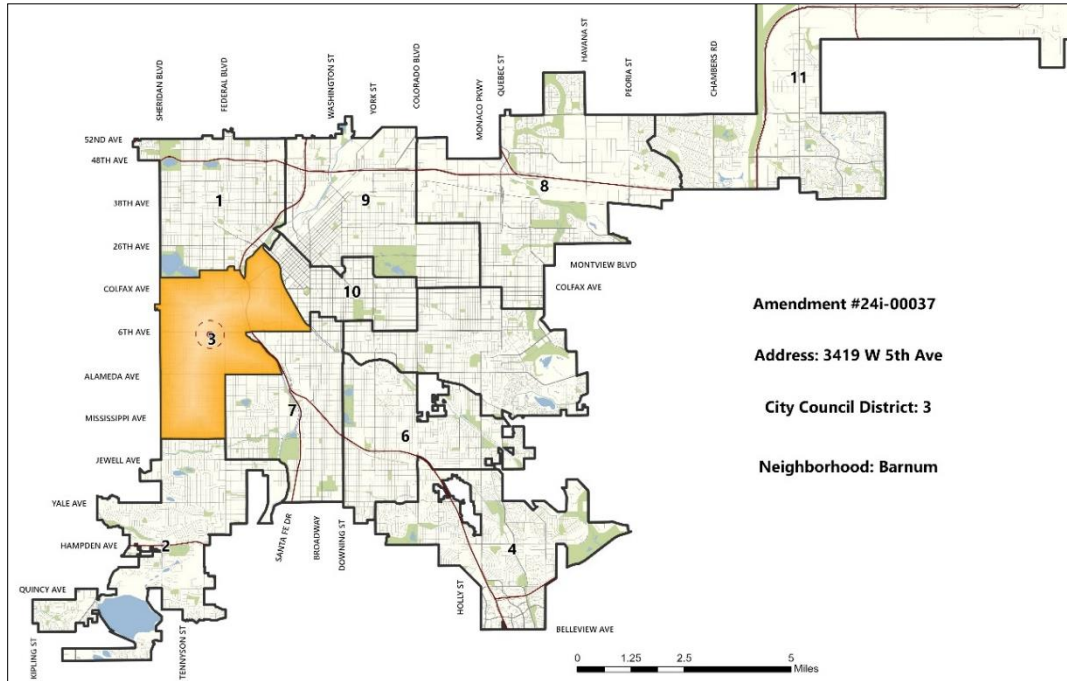 SHERIDAN BLVD
FEDERAL BLVD
WASHINGTON ST
YORK ST
COLORADO BLVD
MONACO PKWY
QUEBEC ST
HAVANA ST
PEORIA ST
CHAMBERS RD
11
52ND AVE
48TH AVE
8
38TH AVE
1
9
26TH AVE
MONTVIEW BLVD
COLFAX AVE
10
COLFAX AVE
Amendment #24i-00037
6TH AVE
3
Address: 3419 W 5th Ave
ALAMEDA AVE
7
City Council District: 3
MISSISSIPPI AVE
6
JEWELL AVE
Neighborhood: Barnum
YALE AVE
SANTA FE DR
BROADWAY
DOWNING ST
HAMPDEN AVE
2
4
QUINCY AVE
HOLLY ST
KIPLING ST
TENNYSON ST
BELLEVIEW AVE
0 1.25 2.5 5
Miles